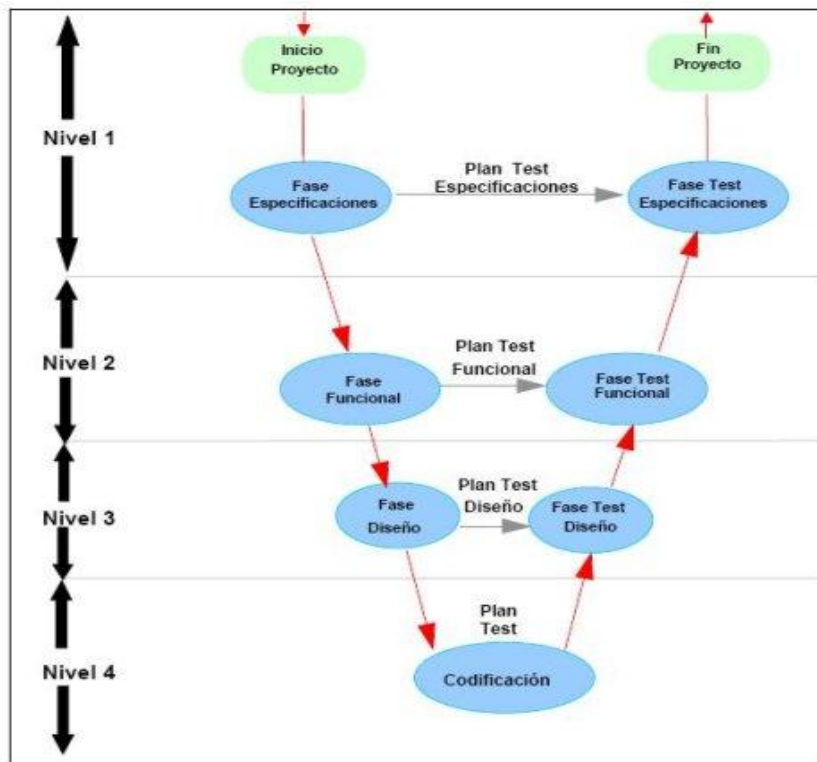 Inicio
Proyecto
Fin
Proyecto
Nivel 1
Plan Test
Especificaciones
Fase
Especificaciones
Fase Test
Especificaciones
Nivel 2
Plan Test
Funcional
Fase
Funcional
Fase Test
Funcional
Nivel 3
Plan Test
Diseño
Fase
Diseño
Fase Test
Diseño
Plan
Test
Nivel 4
Codificación